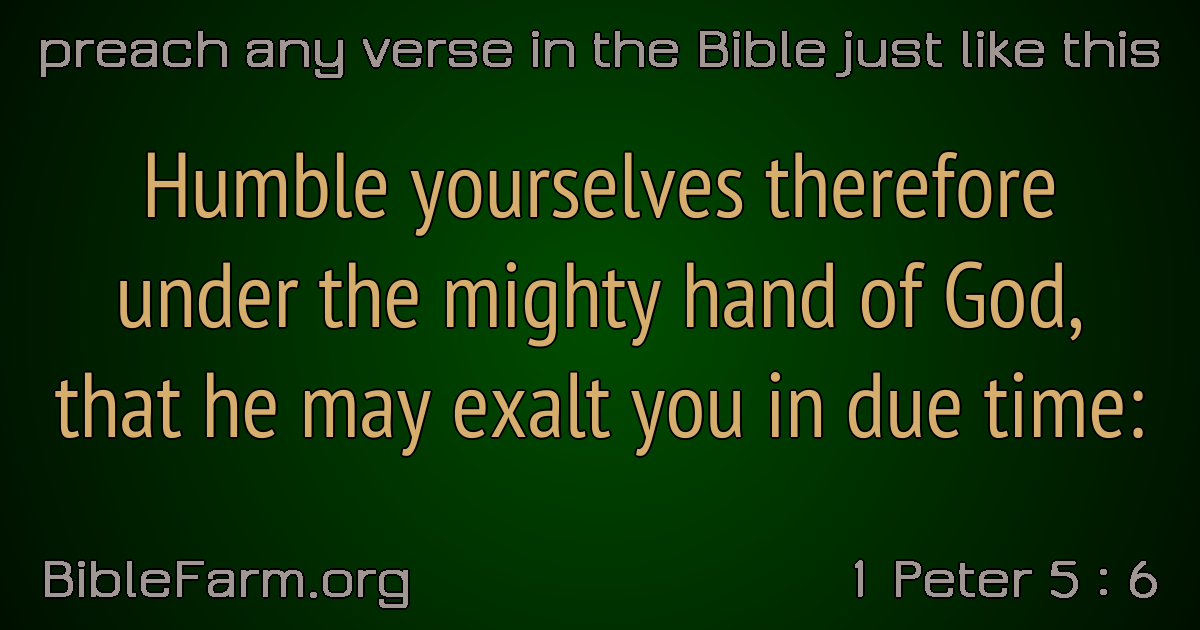 preach any verse in the Bible just like this
Humble yourselves therefore
under the mighty hand of God,
that he may exalt you in due time:
BibleFarm.org
1 Peter 5 : 6